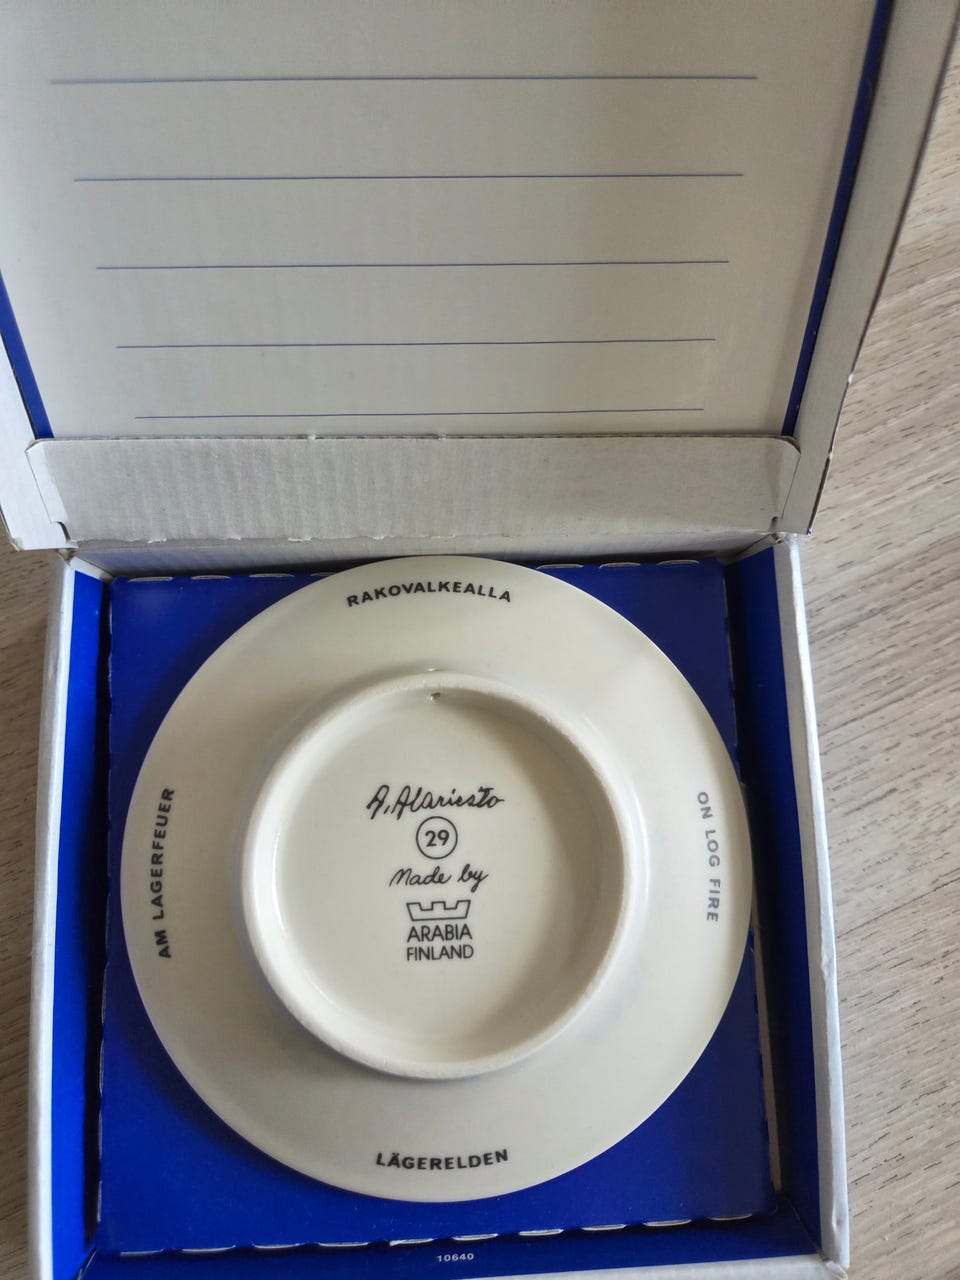 RAKOVALKEALLA
A. Alariesto
29
Made by
ARABIA
FINLAND
AM LAGERFEUER
ON LOG FIRE
LÄGERELDEN
10640